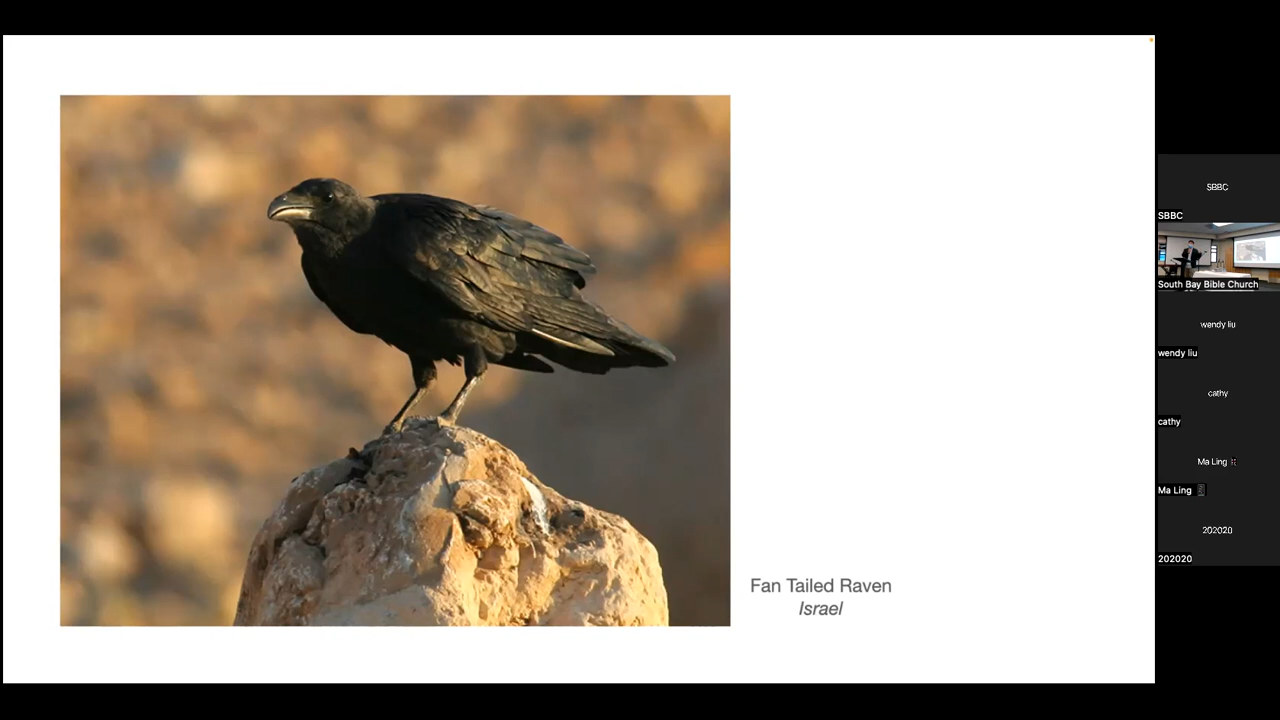 Fan Tailed Raven
Israel
SBBC
SBBC
South Bay Bible Church
wendy liu
wendy liu
cathy
cathy
Ma Ling
Ma Ling
202020
202020